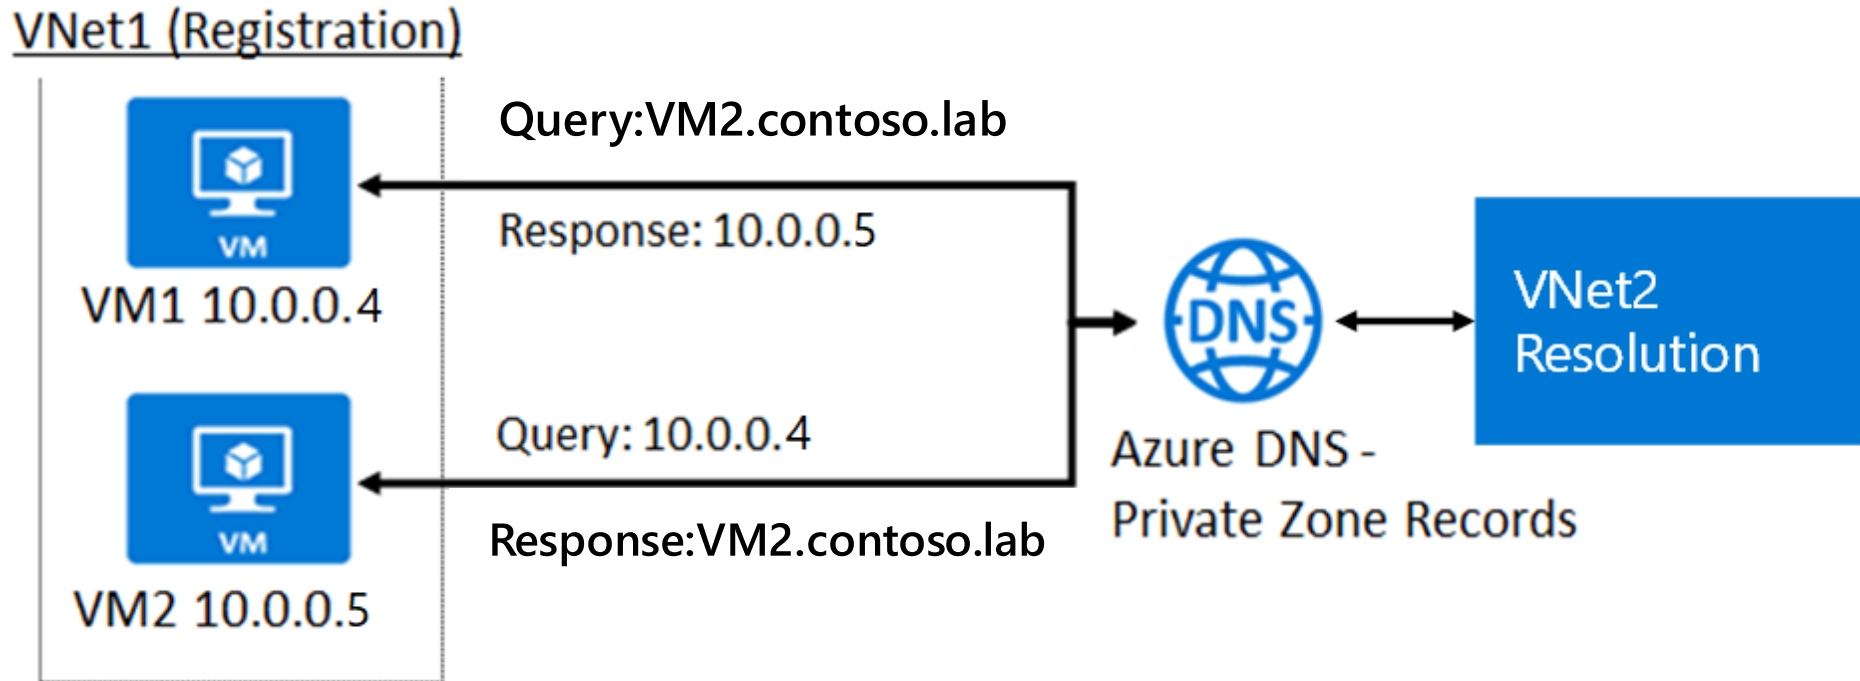 VNet1 (Registration)
VM
VM1 10.0.0.4
VM
VM2 10.0.0.5
Query:VM2.contoso.lab
Response: 10.0.0.5
Query: 10.0.0.4
Response:VM2.contoso.lab
DNS
Azure DNS -
Private Zone Records
VNet2
Resolution